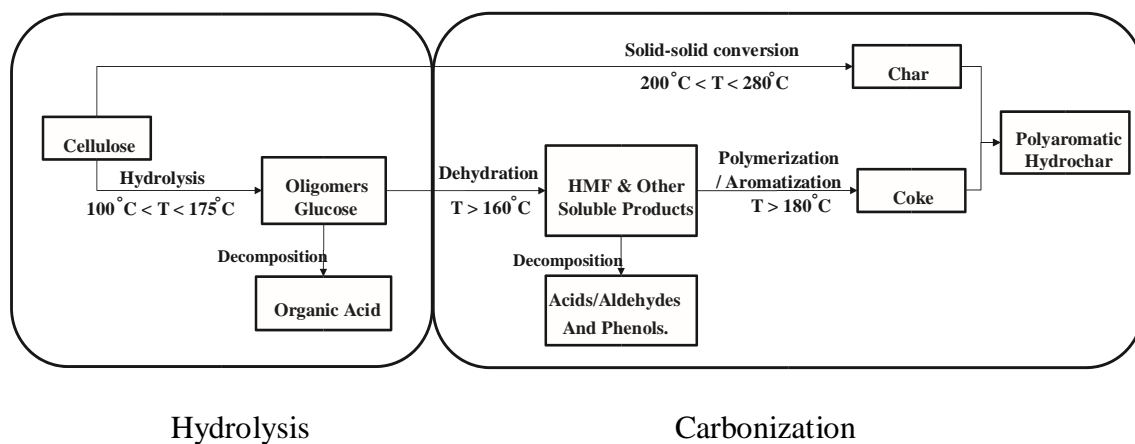 Solid-solid conversion
200°C < T < 280°C
Char
Cellulose
Polyaromatic
Hydrochar
Hydrolysis
100°C < T < 175°C
Oligomers
Glucose
Dehydration
T > 160°C
HMF & Other
Soluble Products
Polymerization
/ Aromatization
T > 180°C
Coke
Decomposition
Organic Acid
Decomposition
Acids/Aldehydes
And Phenols.
Hydrolysis
Carbonization